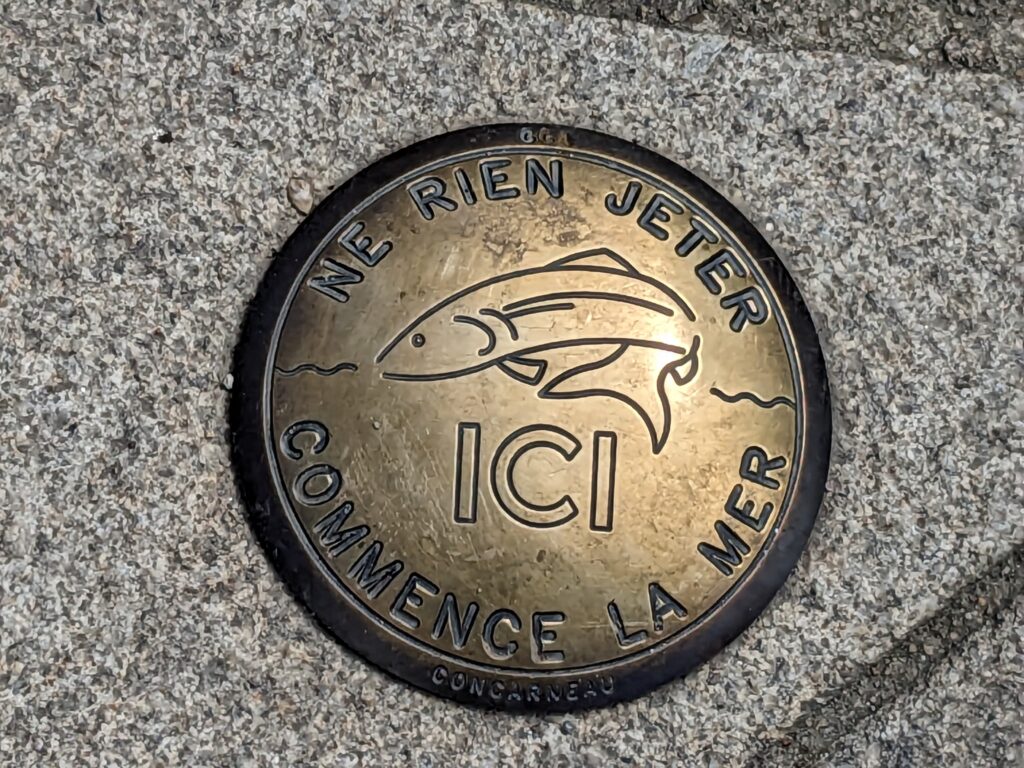 NE RIEN JETER
ICI
COMMENCE LA MER
CONCARNEAU